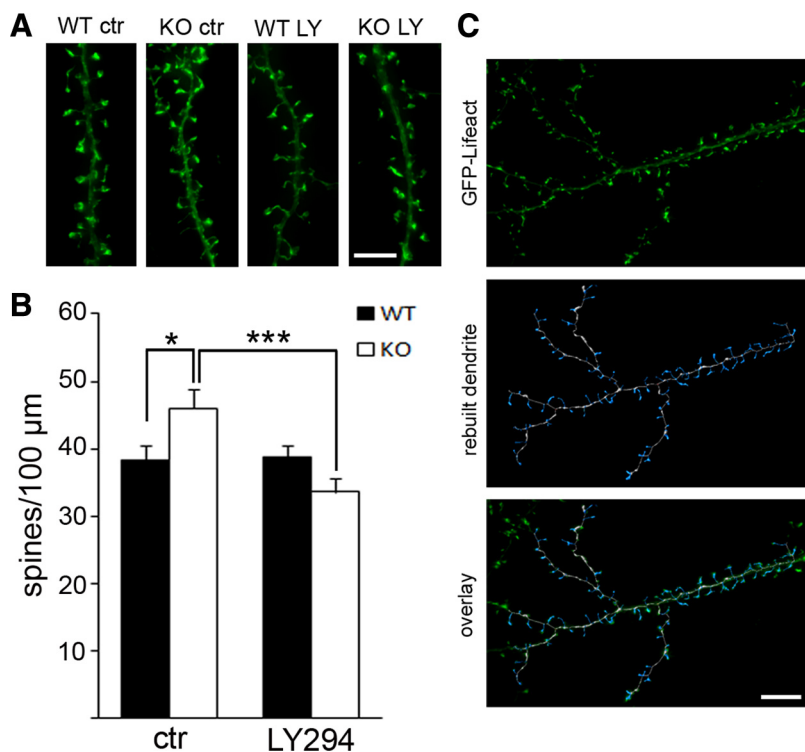 A
WT ctr
KO ctr
WT LY
KO LY
B
spines/100 µm
60
50
40
30
20
10
*
***
WT
KO
ctr
LY294
C
GFP-Lifeact
rebuilt dendrite
overlay